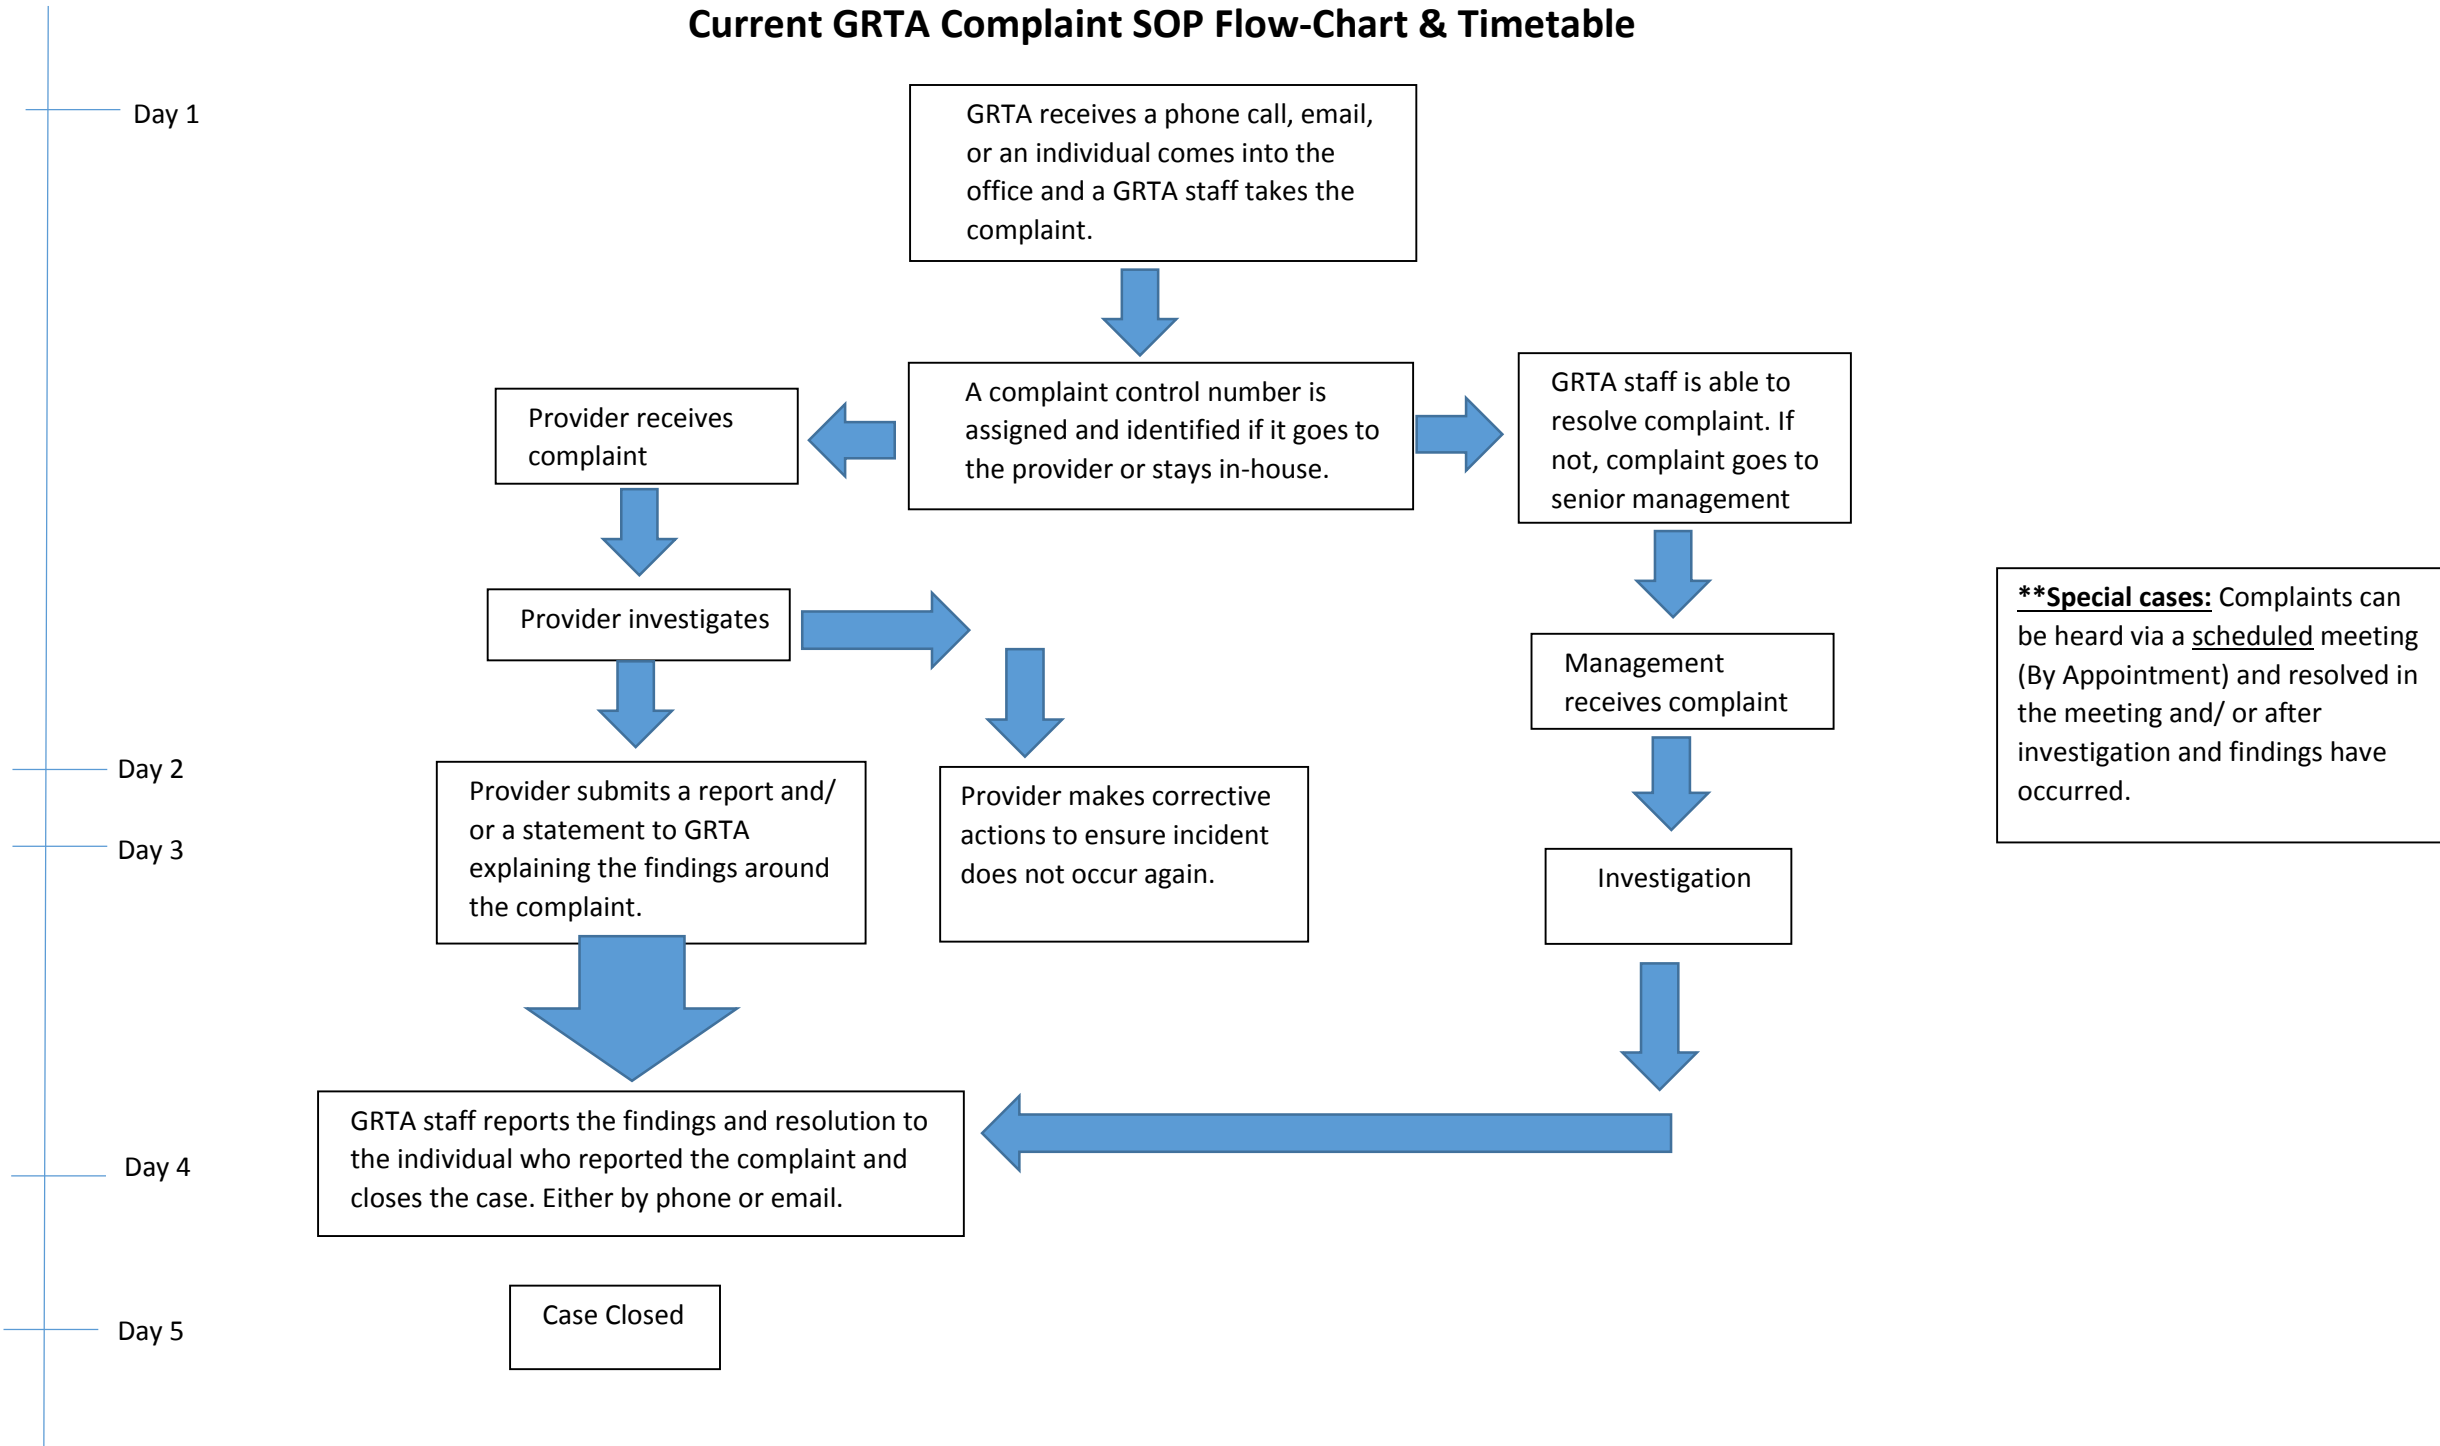 Current GRTA Complaint SOP Flow-Chart & Timetable
Day 1
GRTA receives a phone call, email,
or an individual comes into the
office and a GRTA staff takes the
complaint.
Provider receives
complaint
A complaint control number is
assigned and identified if it goes to
the provider or stays in-house.
GRTA staff is able to
resolve complaint. If
not, complaint goes to
senior management
Provider investigates
Management
receives complaint
**Special cases: Complaints can
be heard via a scheduled meeting
(By Appointment) and resolved in
the meeting and/ or after
investigation and findings have
occurred.
Day 2
Day 3
Provider submits a report and/
or a statement to GRTA
explaining the findings around
the complaint.
Provider makes corrective
actions to ensure incident
does not occur again.
Investigation
Day 4
GRTA staff reports the findings and resolution to
the individual who reported the complaint and
closes the case. Either by phone or email.
Day 5
Case Closed